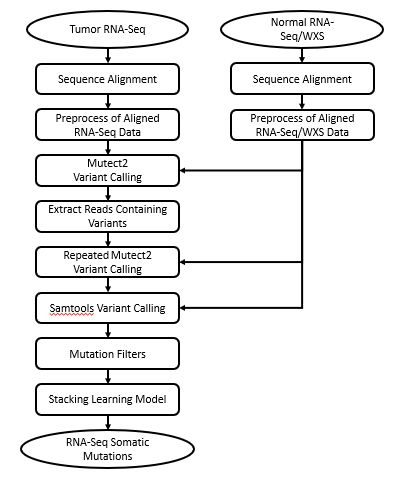 Tumor RNA-Seq
Normal RNA-
Seq/WXS
Sequence Alignment
Sequence Alignment
Preprocess of Aligned
RNA-Seq Data
Preprocess of Aligned
RNA-Seq/WXS Data
Mutect2
Variant Calling
Extract Reads Containing
Variants
Repeated Mutect2
Variant Calling
Samtools Variant Calling
Mutation Filters
Stacking Learning Model
RNA-Seq Somatic
Mutations